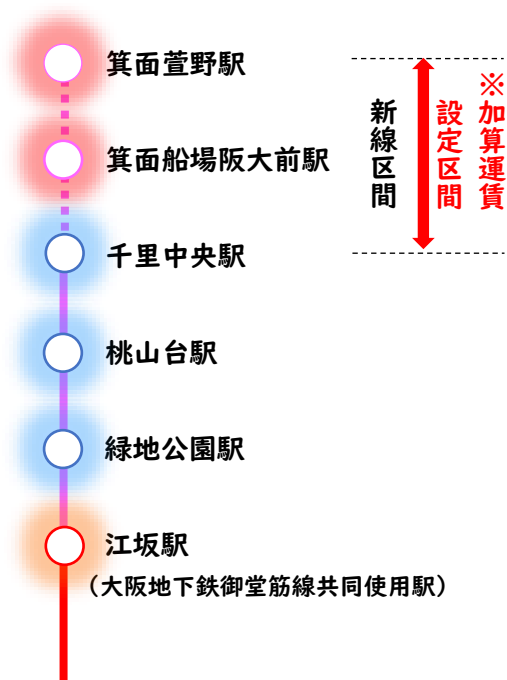 箕面萱野駅
箕面船場阪大前駅
千里中央駅
桃山台駅
緑地公園駅
江坂駅
（大阪地下鉄御堂筋線共同使用駅）
※加算運賃
設定区間
新線区間